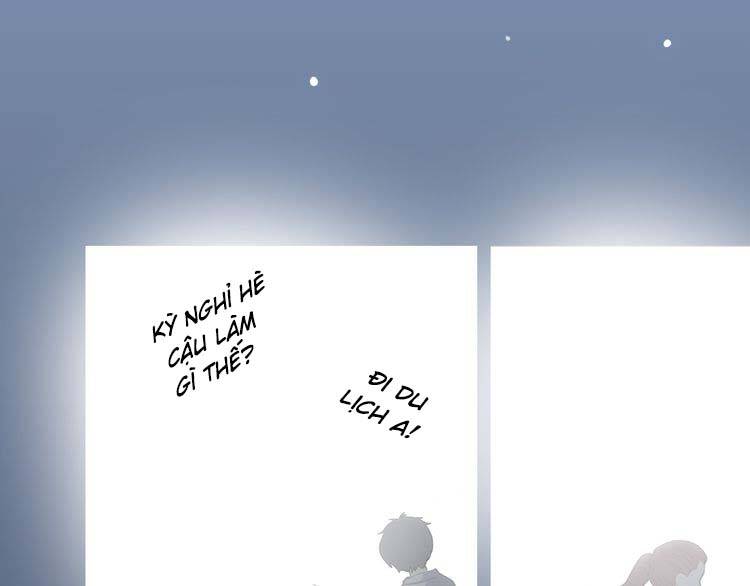 KỲ NGHỈ HÈ
CẬU LÀM
GÌ THẾ?
ĐI DU
LỊCH A!